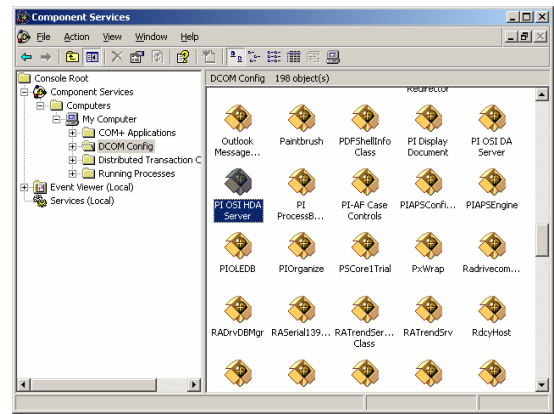 Component Services
File Action View Window Help
Console Root
Component Services
Computers
My Computer
COM+ Applications
DCOM Config
Distributed Transaction C
Running Processes
Event Viewer (Local)
Services (Local)
DCOM Config 198 object(s)
Redirector
Outlook Message...
Paintbrush
PDFShellInfo Class
PI Display Document
PI OSI DA Server
PI OSI HDA Server
PI ProcessB...
PI-AF Case Controls
PIAPSConfi...
PIAPSEngine
PIOLEDB
PIOrganize
PSCore1Trial
PxWrap
Radrivecom...
RADrvDBMgr
RASerial139...
RATrendSer... Class
RATrendSrv
RdcyHost